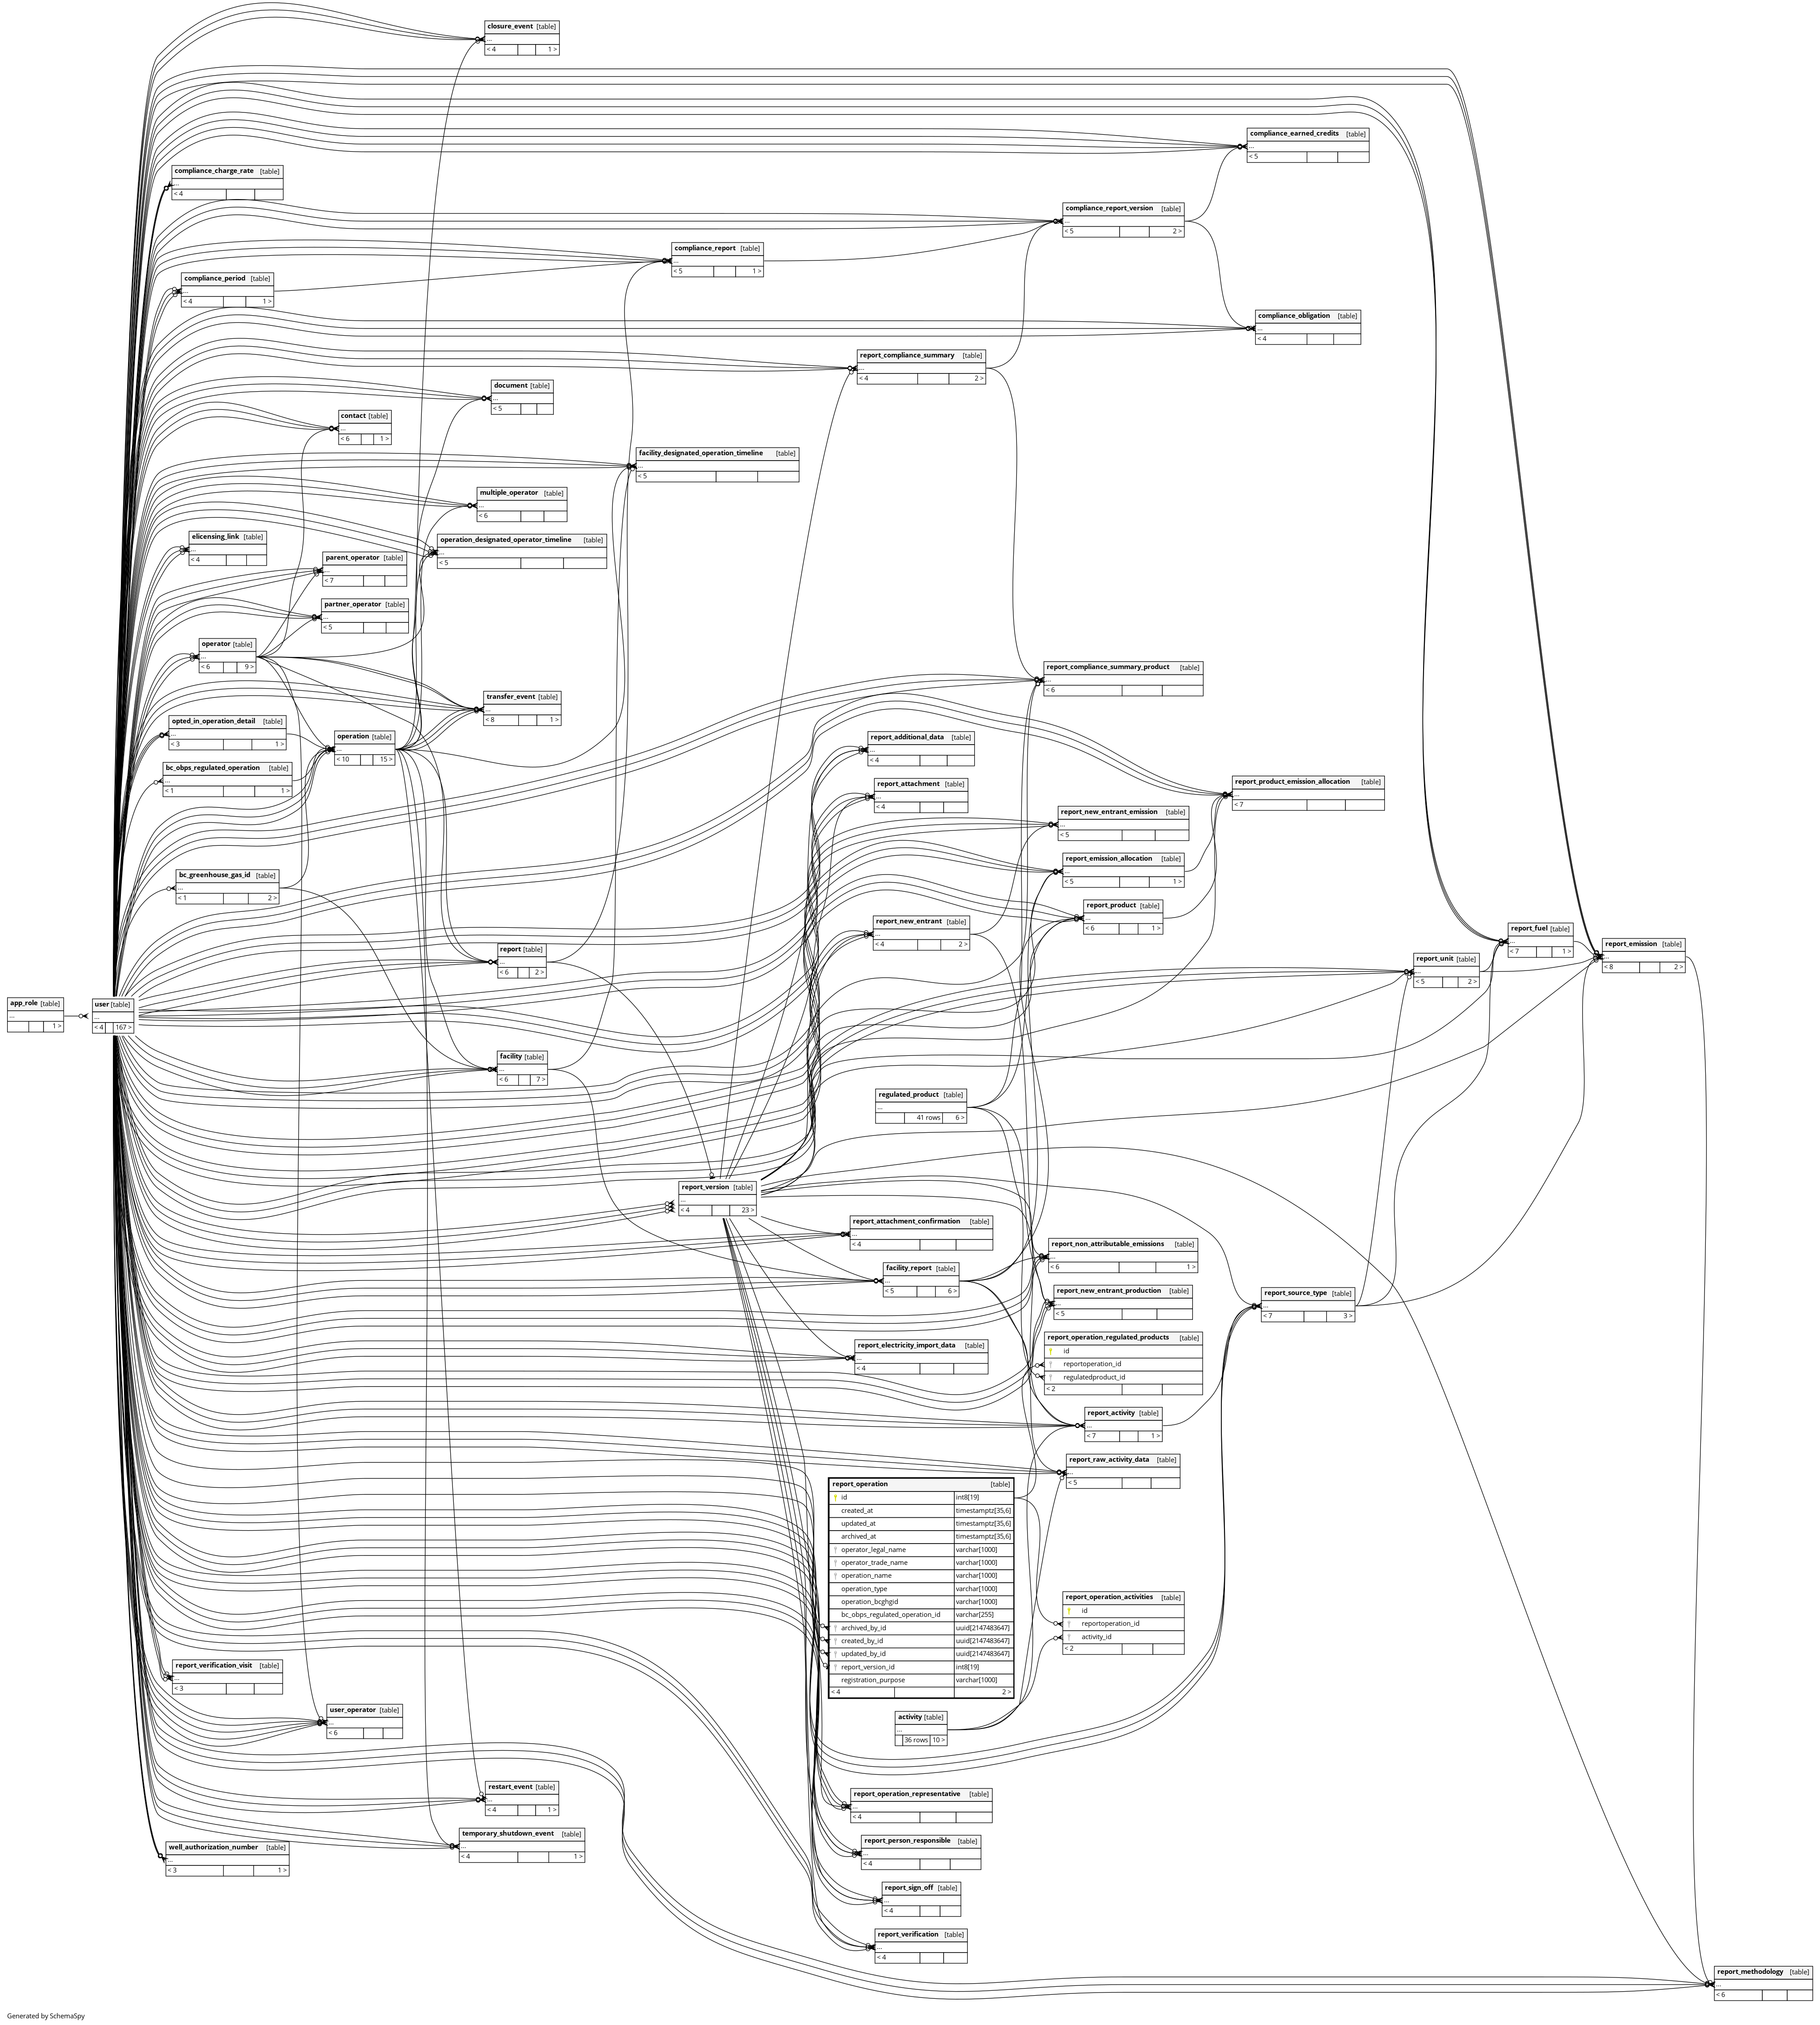 closure_event [table]
...
< 4 1 >
compliance_earned_credits [table]
...
< 5
compliance_charge_rate [table]
...
< 4
compliance_report_version [table]
...
< 5 2 >
compliance_report [table]
...
< 5 1 >
compliance_period [table]
...
< 4 1 >
compliance_obligation [table]
...
< 4
report_compliance_summary [table]
...
< 4 2 >
document [table]
...
< 5
contact [table]
...
< 6 1 >
facility_designated_operation_timeline [table]
...
< 5
multiple_operator [table]
...
< 6
elicensing_link [table]
...
< 4
operation_designated_operator_timeline [table]
...
< 5
parent_operator [table]
...
< 7
partner_operator [table]
...
< 5
operator [table]
...
< 6 9 >
report_compliance_summary_product [table]
...
< 6
transfer_event [table]
...
< 8 1 >
opted_in_operation_detail [table]
...
< 3 1 >
operation [table]
...
< 10 15 >
report_additional_data [table]
...
< 4
bc_obps_regulated_operation [table]
...
< 1 1 >
report_attachment [table]
...
< 4
report_product_emission_allocation [table]
...
< 7
report_new_entrant_emission [table]
...
< 5
report_emission_allocation [table]
...
< 5 1 >
bc_greenhouse_gas_id [table]
...
< 1 2 >
report_product [table]
...
< 6 1 >
report_new_entrant [table]
...
< 4 2 >
report_fuel [table]
...
< 7 1 >
report_emission [table]
...
< 8 2 >
report [table]
...
< 6 2 >
report_unit [table]
...
< 5 2 >
app_role [table]
...
1 >
user [table]
...
< 4 167 >
facility [table]
...
< 6 7 >
regulated_product [table]
...
41 rows 6 >
report_version [table]
...
< 4 23 >
report_attachment_confirmation [table]
...
< 4
report_non_attributable_emissions [table]
...
< 6 1 >
facility_report [table]
...
< 5 6 >
report_new_entrant_production [table]
...
< 5
report_source_type [table]
...
< 7 3 >
report_electricity_import_data [table]
...
< 4
report_operation_regulated_products [table]
id
reportoperation_id
regulatedproduct_id
< 2
report_activity [table]
...
< 7 1 >
report_raw_activity_data [table]
...
< 5
report_operation [table]
id int8[19]
created_at timestamptz[35,6]
updated_at timestamptz[35,6]
archived_at timestamptz[35,6]
operator_legal_name varchar[1000]
operator_trade_name varchar[1000]
operation_name varchar[1000]
operation_type varchar[1000]
operation_bcghgid varchar[1000]
bc_obps_regulated_operation_id varchar[255]
archived_by_id uuid[2147483647]
created_by_id uuid[2147483647]
updated_by_id uuid[2147483647]
report_version_id int8[19]
registration_purpose varchar[1000]
< 4 2 >
report_operation_activities [table]
id
reportoperation_id
activity_id
< 2
report_verification_visit [table]
...
< 3
user_operator [table]
...
< 6
activity [table]
...
36 rows 10 >
restart_event [table]
...
< 4 1 >
report_operation_representative [table]
...
< 4
temporary_shutdown_event [table]
...
< 4 1 >
well_authorization_number [table]
...
< 3 1 >
report_person_responsible [table]
...
< 4
report_sign_off [table]
...
< 4
report_verification [table]
...
< 4
report_methodology [table]
...
< 6
Generated by SchemaSpy